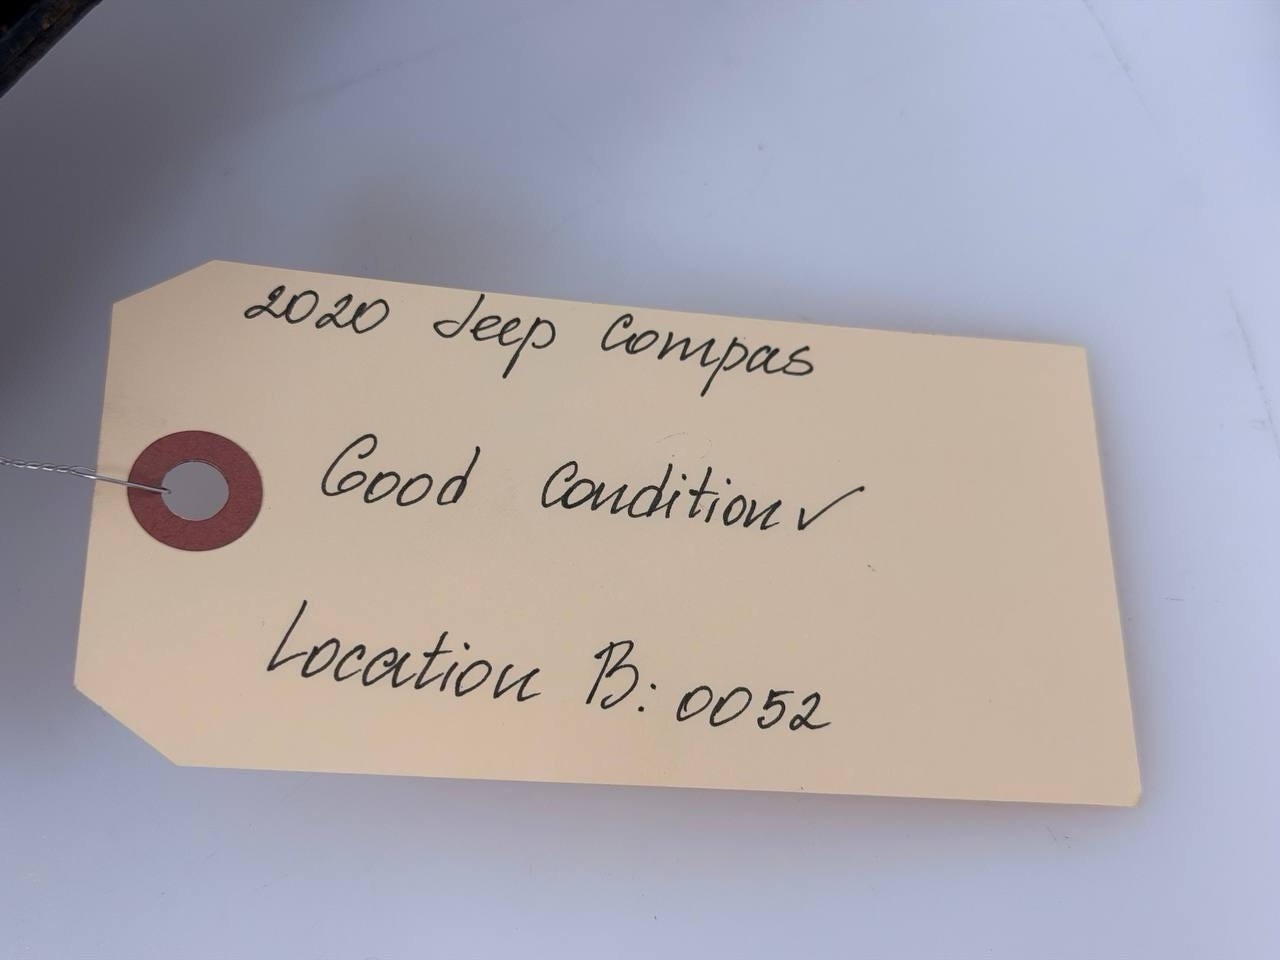 2020 Jeep Compas
Good Condition✓
Location B: 0052